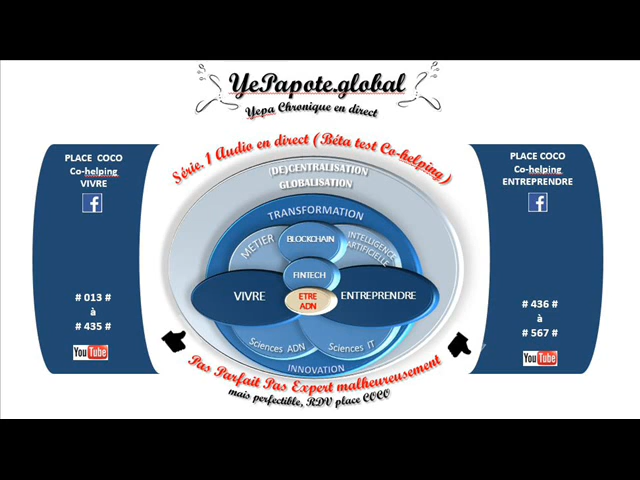 YePapote.global
Yepa Chronique en direct
Série, 1 Audio en direct (Béta test Co-helping)
PLACE COCO
Co-helping
VIVRE
# 013 #
à
# 435 #
YouTube
(DE)CENTRALISATION
GLOBALISATION
TRANSFORMATION
METIER
BLOCKCHAIN
INTELLIGENCE
ARTIFICIELLE
FINTECH
VIVRE
ETRE
ADN
ENTREPRENDRE
Sciences ADN
Sciences IT
INNOVATION
PLACE COCO
Co-helping
ENTREPRENDRE
# 436 #
à
# 567 #
YouTube
Pas Parfait Pas Expert malheureusement
mais perfectible, RDV place COCO